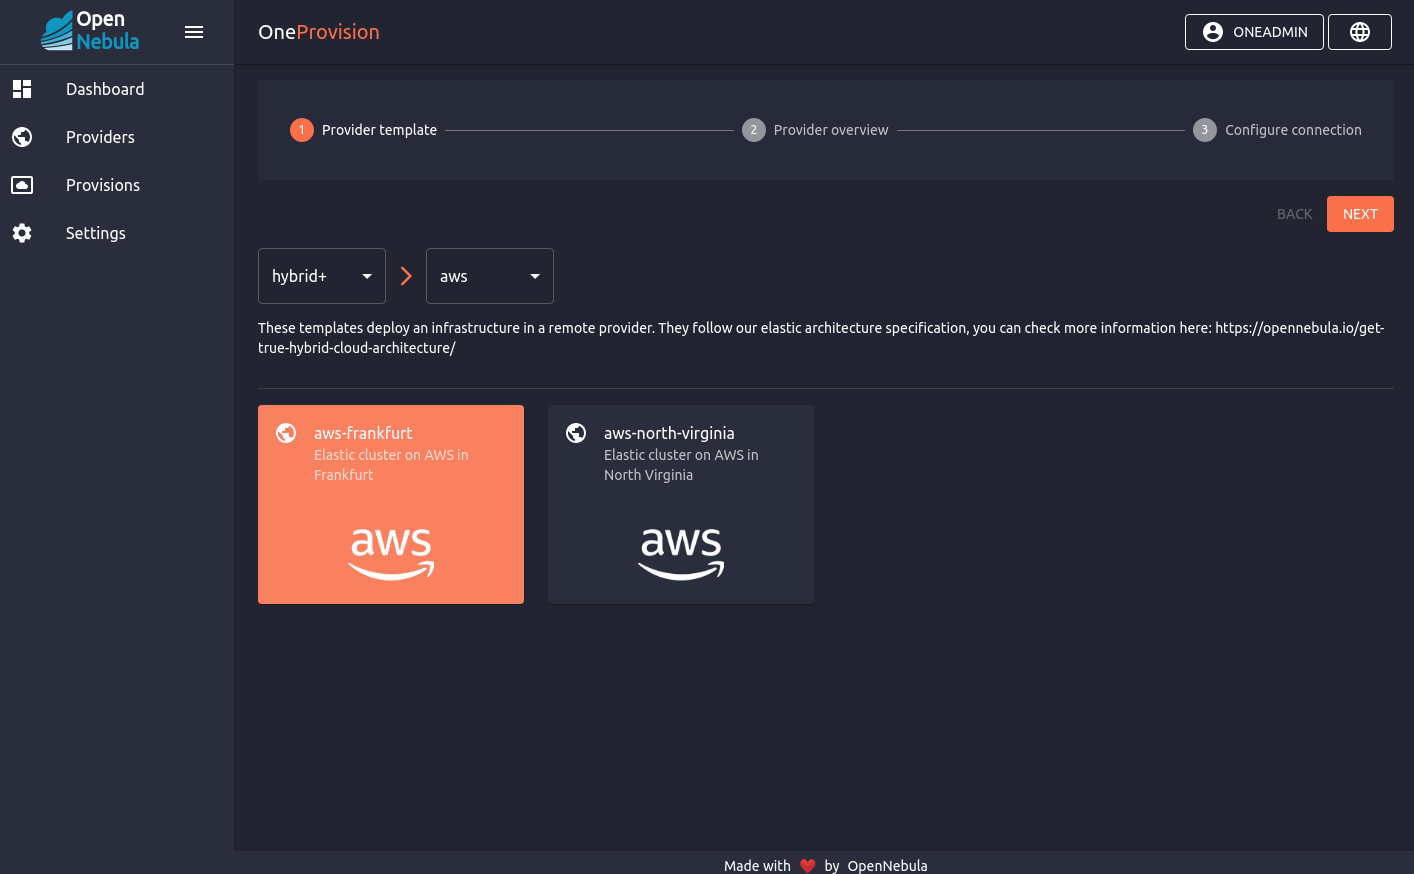 Open
Nebula
OneProvision
ONEADMIN
Dashboard
Providers
Provisions
Settings
1 Provider template
2 Provider overview
3 Configure connection
BACK
NEXT
hybrid+
aws
These templates deploy an infrastructure in a remote provider. They follow our elastic architecture specification, you can check more information here: https://opennebula.io/get-
true-hybrid-cloud-architecture/
aws-frankfurt
Elastic cluster on AWS in
Frankfurt
aws
aws-north-virginia
Elastic cluster on AWS in
North Virginia
aws
Made with ❤️ by OpenNebula